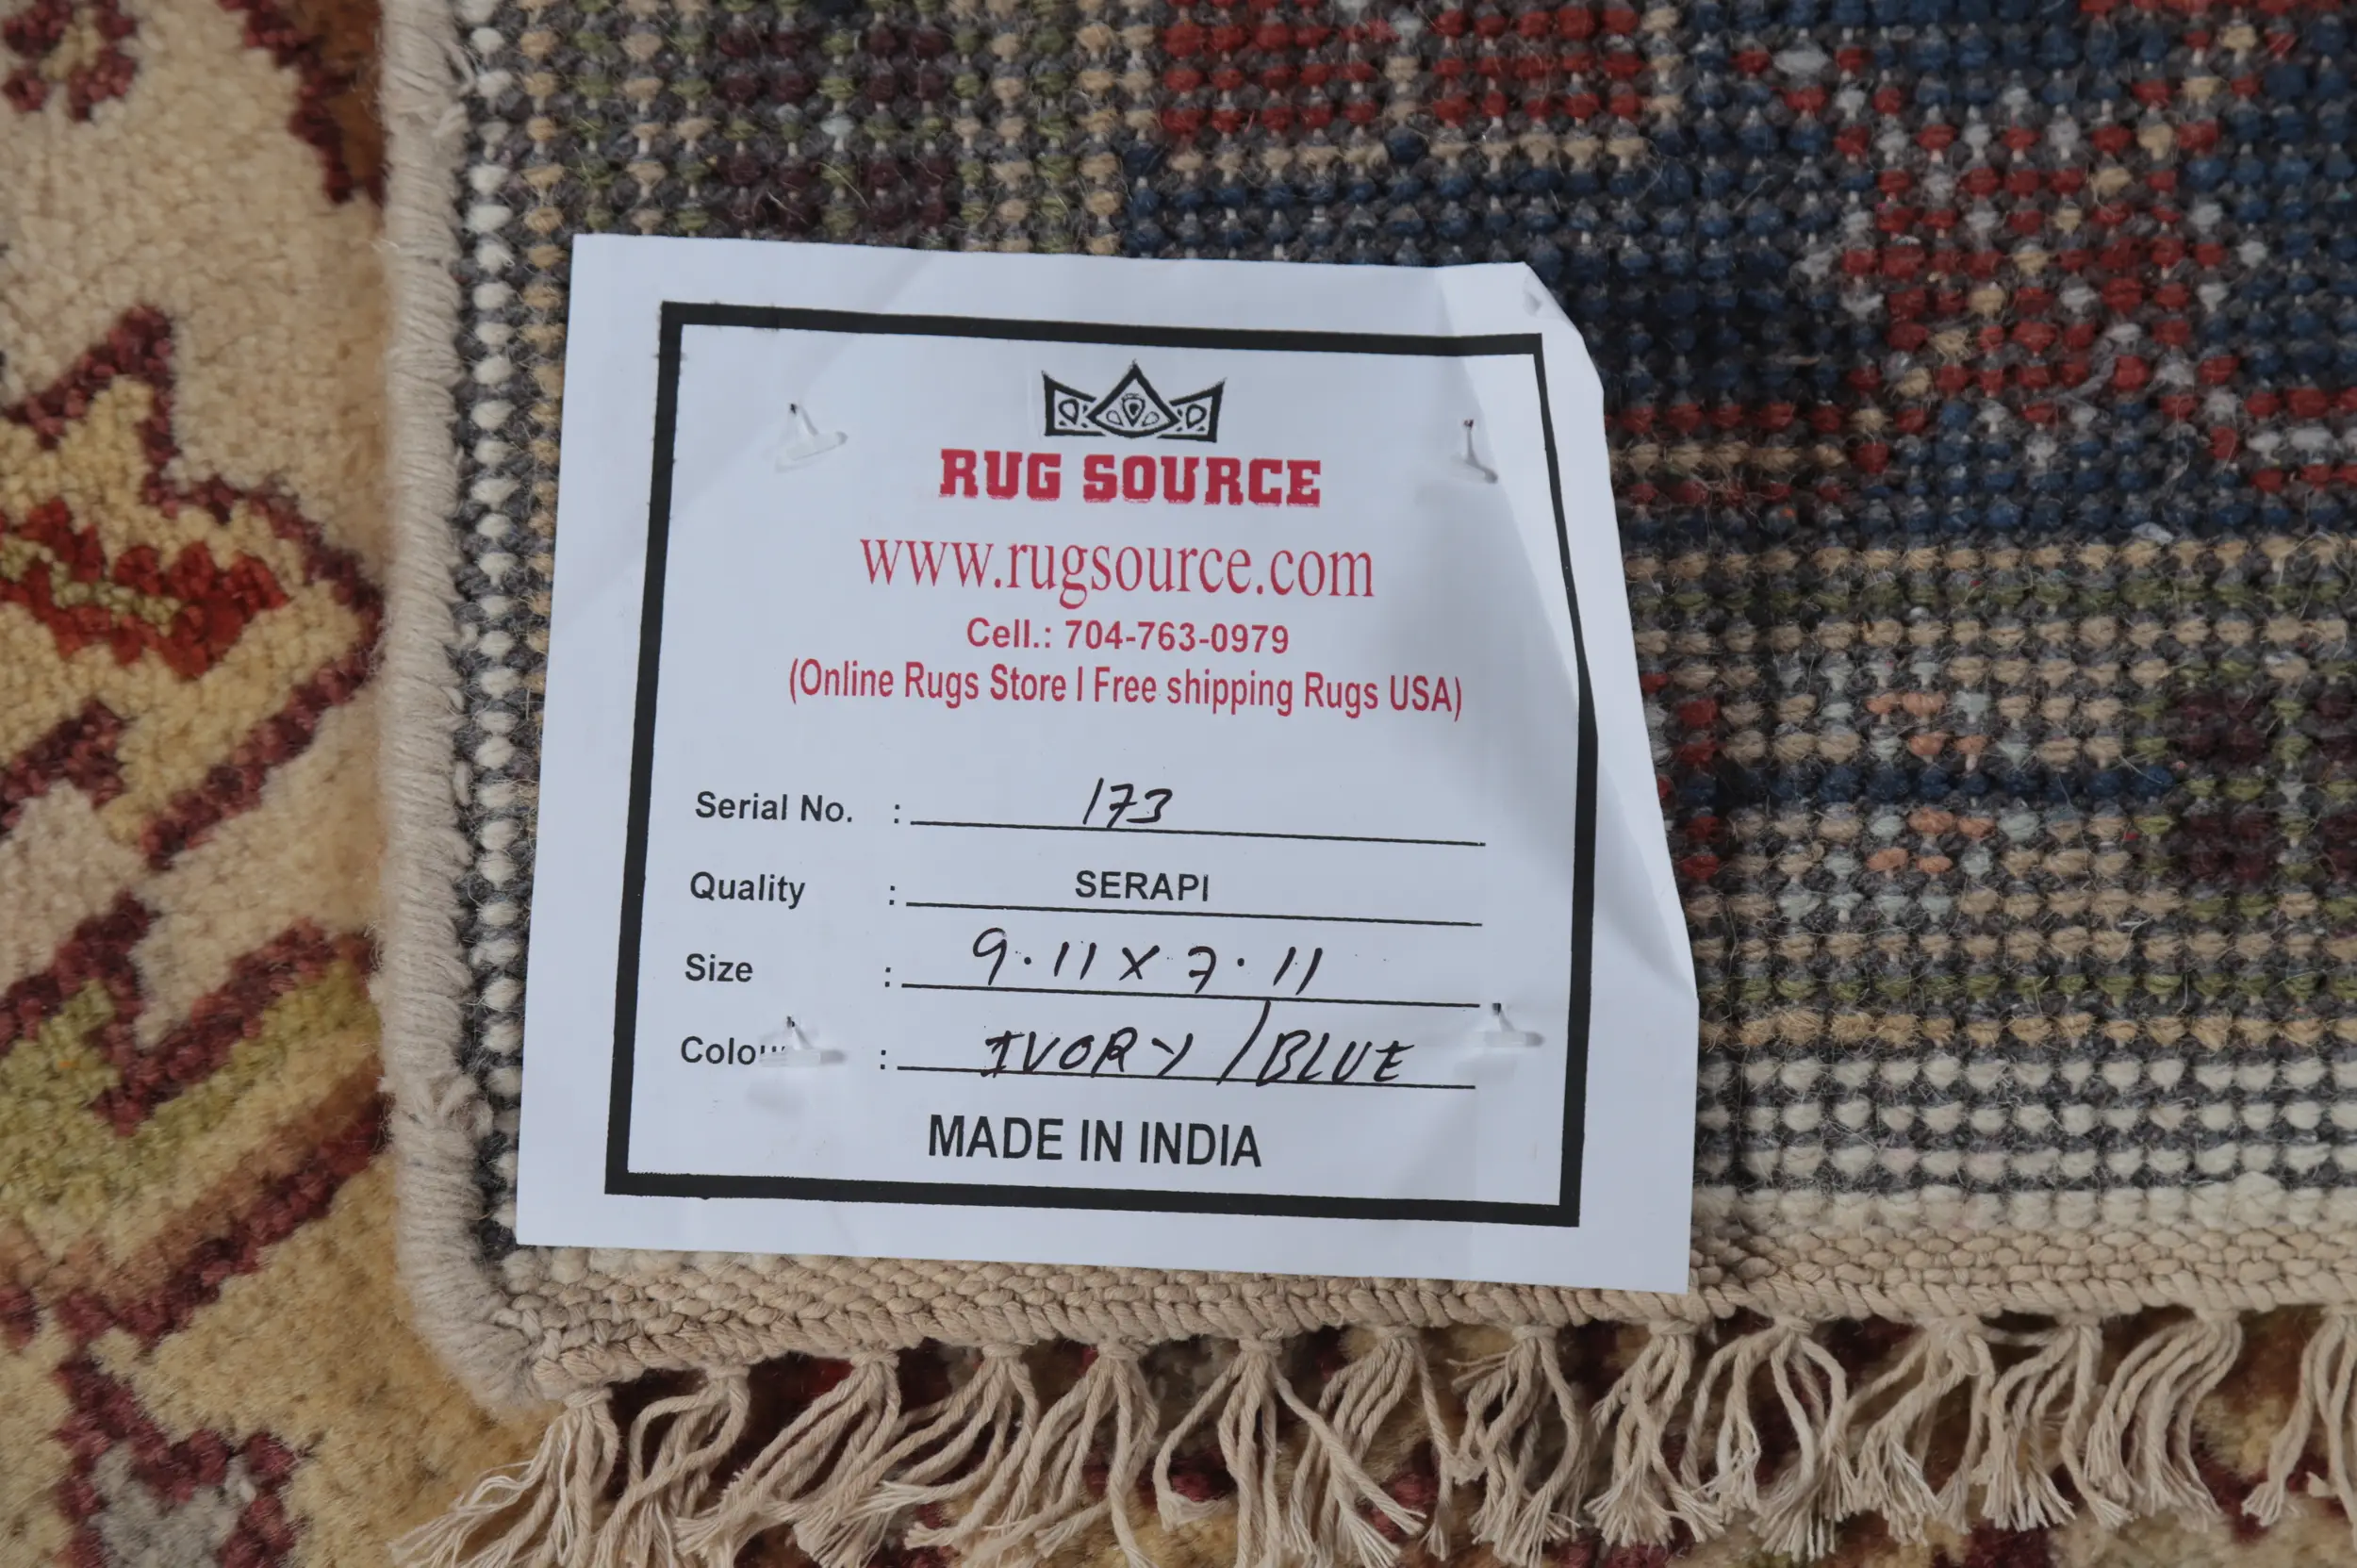 RUG SOURCE
www.rugsource.com
Cell.: 704-763-0979
(Online Rugs Store I Free shipping Rugs USA)
Serial No. : 173
Quality : SERAPI
Size : 9.11 X 7.11
Colour : IVORY / BLUE
MADE IN INDIA